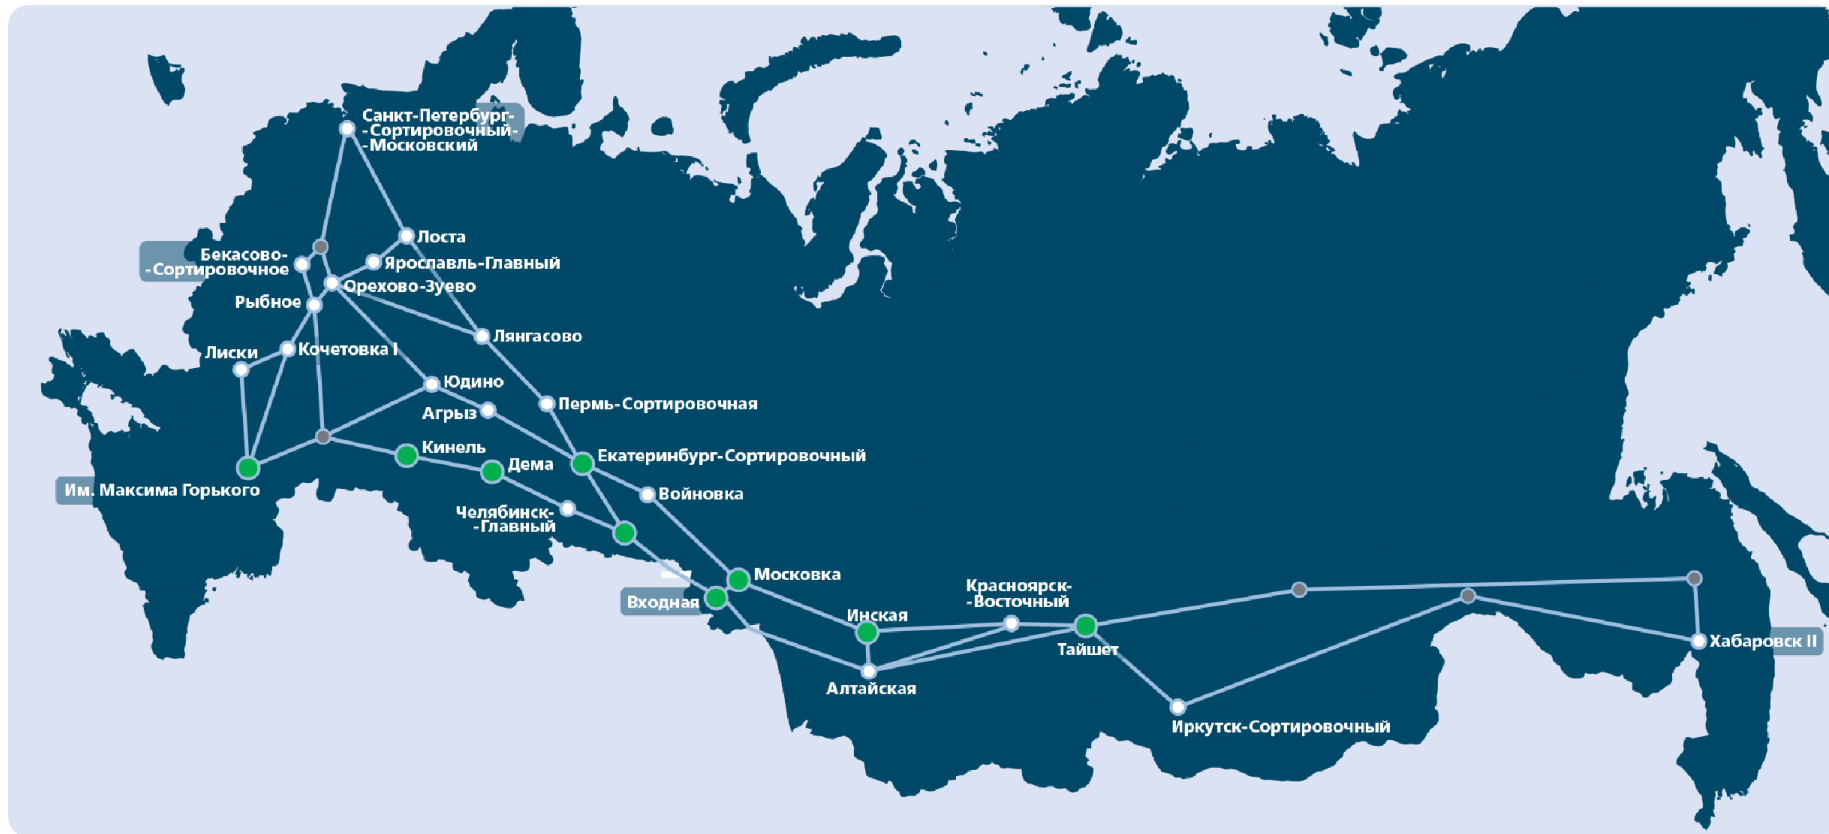 Санкт-Петербург-
-Сортировочный-
-Московский
Лоста
Бекасово-
-Сортировочное
Ярославль-Главный
Орехово-Зуево
Рыбное
Лянгасово
Лиски
Кочетовка I
Юдино
Агрыз
Пермь-Сортировочная
Кинель
Дема
Екатеринбург-Сортировочный
Им. Максима Горького
Войновка
Челябинск-
-Главный
Московка
Входная
Инская
Красноярск-
-Восточный
Тайшет
Хабаровск II
Алтайская
Иркутск-Сортировочный